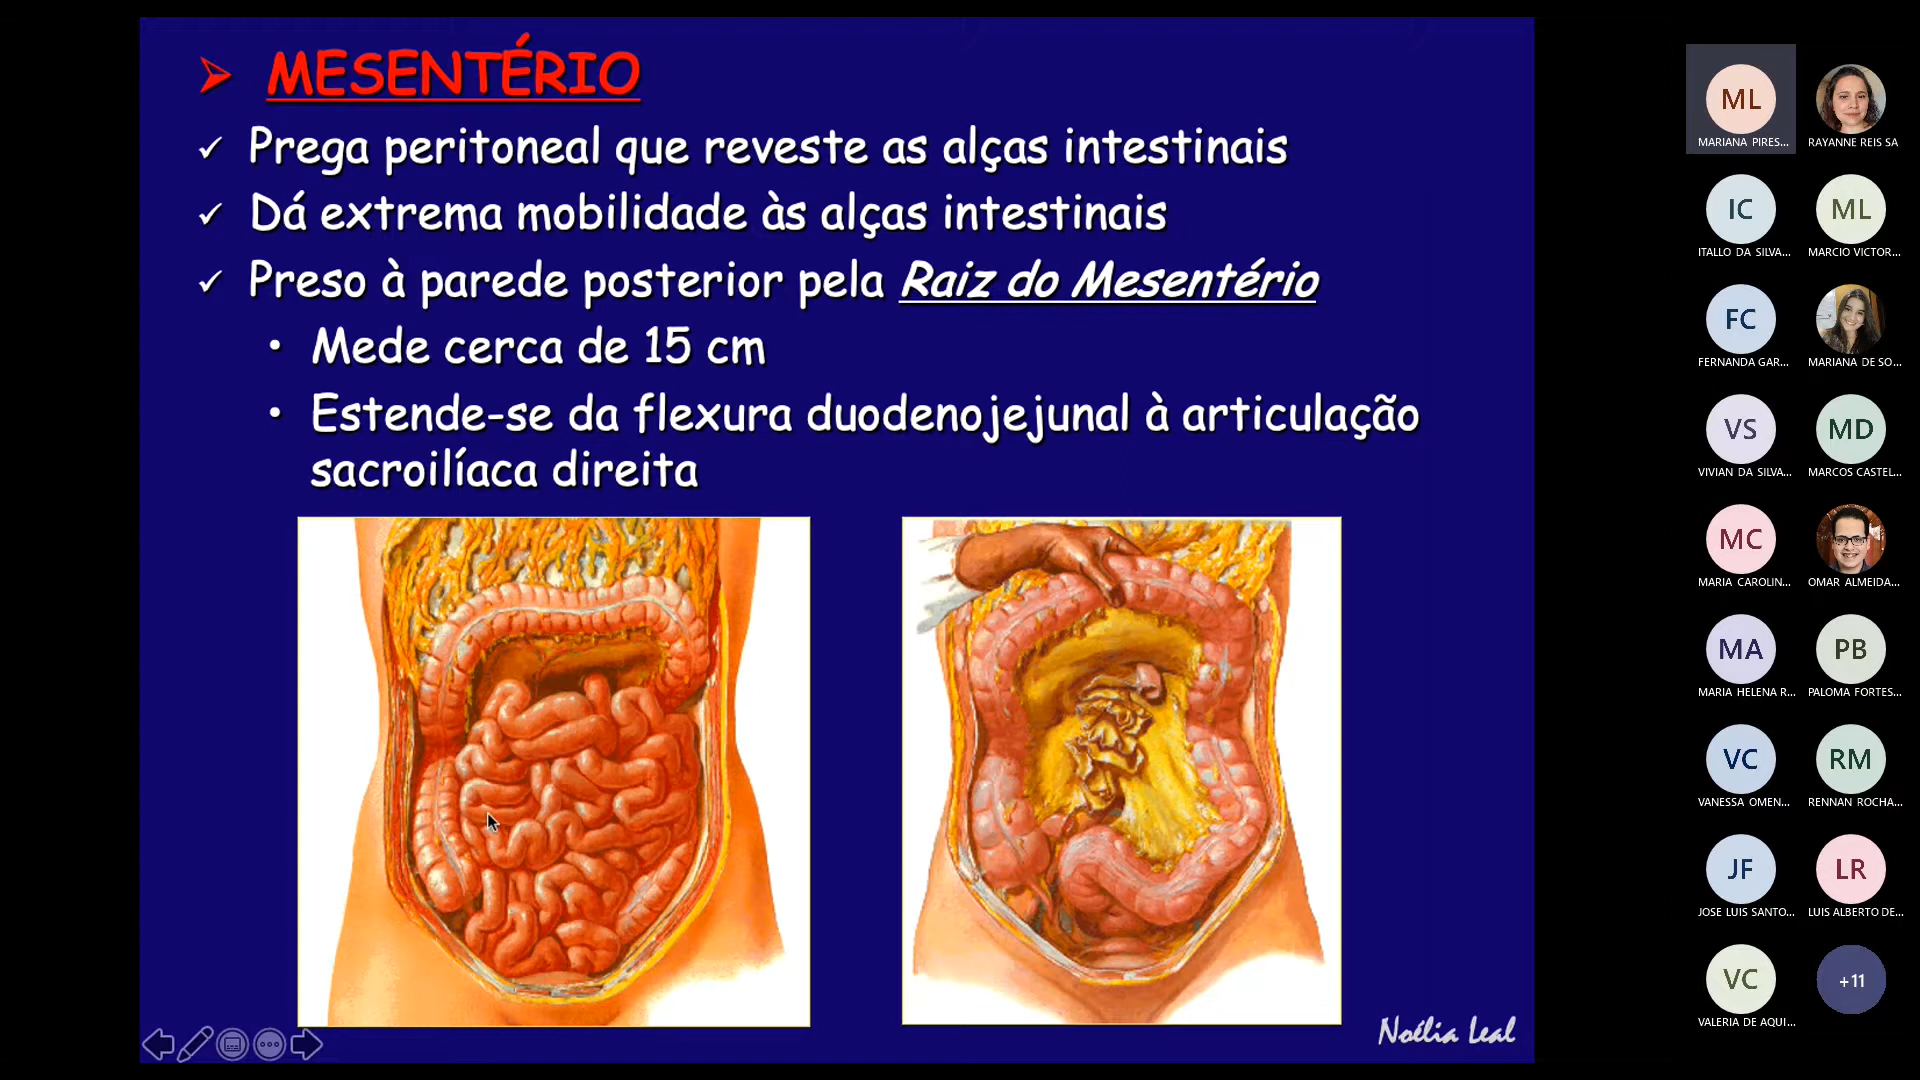 MESENTÉRIO
Prega peritoneal que reveste as alças intestinais
Dá extrema mobilidade às alças intestinais
Preso à parede posterior pela Raiz do Mesentério
Mede cerca de 15 cm
Estende-se da flexura duodenojejunal à articulação
sacroilíaca direita
Noélia Leal
ML
MARIANA PIRES... RAYANNE REIS SA
IC ML
ITALLO DA SILVA... MARCIO VICTOR...
FC
FERNANDA GAR... MARIANA DE SO...
VS MD
VIVIAN DA SILVA... MARCOS CASTEL...
MC
MARIA CAROLIN... OMAR ALMEIDA...
MA PB
MARIA HELENA R... PALOMA FORTES...
VC RM
VANESSA OMEN... RENNAN ROCHA...
JF LR
JOSE LUIS SANTO... LUIS ALBERTO DE...
VC +11
VALERIA DE AQUI...